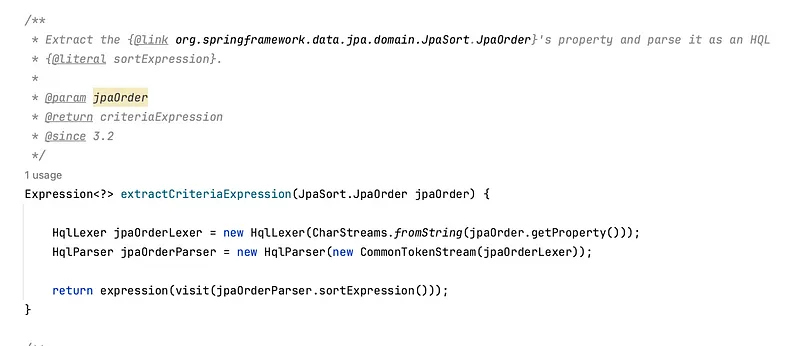 /**
 * Extract the {@link org.springframework.data.jpa.domain.JpaSort.JpaOrder}'s property and parse it as an HQL
 * {@literal sortExpression}.
 *
 * @param jpaOrder
 * @return criteriaExpression
 * @since 3.2
 */
1 usage
Expression<?> extractCriteriaExpression(JpaSort.JpaOrder jpaOrder) {
    HqlLexer jpaOrderLexer = new HqlLexer(CharStreams.fromString(jpaOrder.getProperty()));
    HqlParser jpaOrderParser = new HqlParser(new CommonTokenStream(jpaOrderLexer));
    return expression(visit(jpaOrderParser.sortExpression()));
}
/**